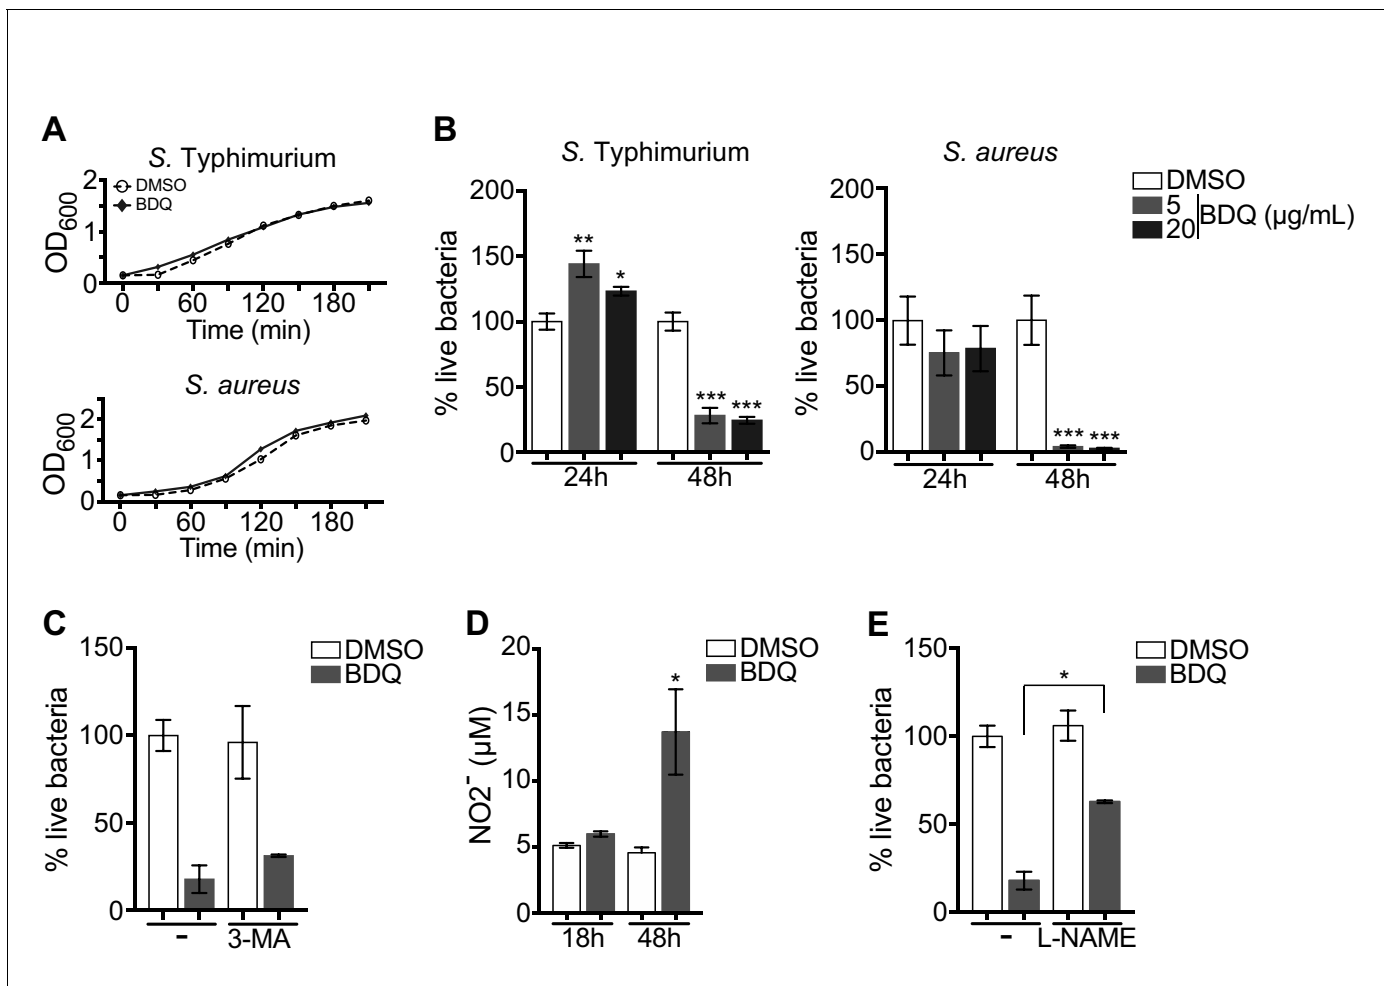 A
S. Typhimurium
2
1
0
OD600
DMSO
BDQ
0 60 120 180
Time (min)
S. aureus
2
1
0
OD600
0 60 120 180
Time (min)
B
S. Typhimurium
200
150
100
50
0
% live bacteria
** * *** ***
24h 48h
S. aureus
200
150
100
50
0
% live bacteria
*** ***
24h 48h
DMSO
5
20
BDQ (µg/mL)
C
150
100
50
0
% live bacteria
DMSO
BDQ
- 3-MA
D
20
15
10
5
0
NO2⁻ (µM)
DMSO
BDQ
*
18h 48h
E
150
100
50
0
% live bacteria
DMSO
BDQ
*
- L-NAME